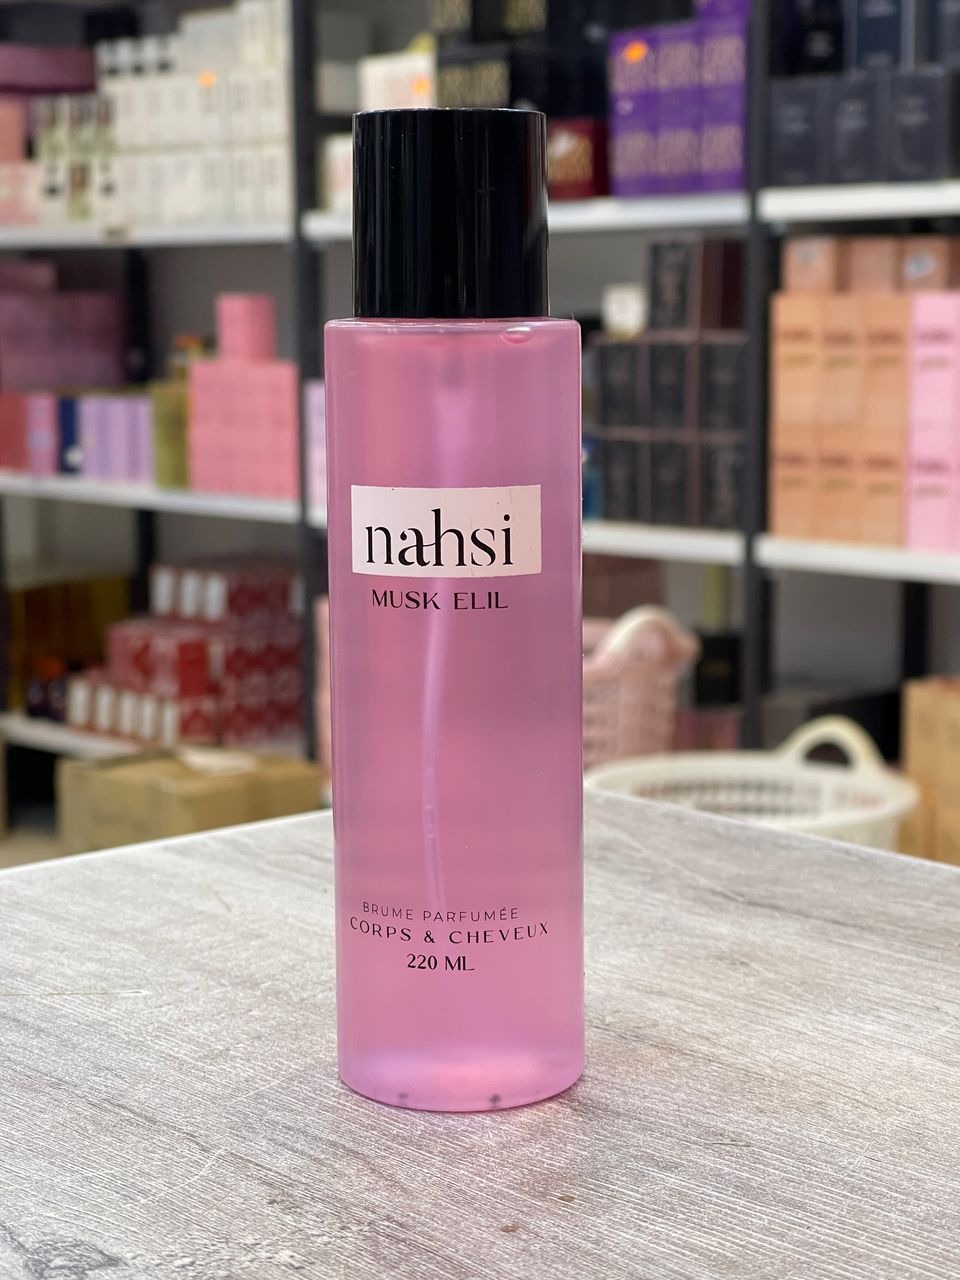 nahsi
MUSK ELIL
BRUME PARFUMÉE
CORPS & CHEVEUX
220 ML